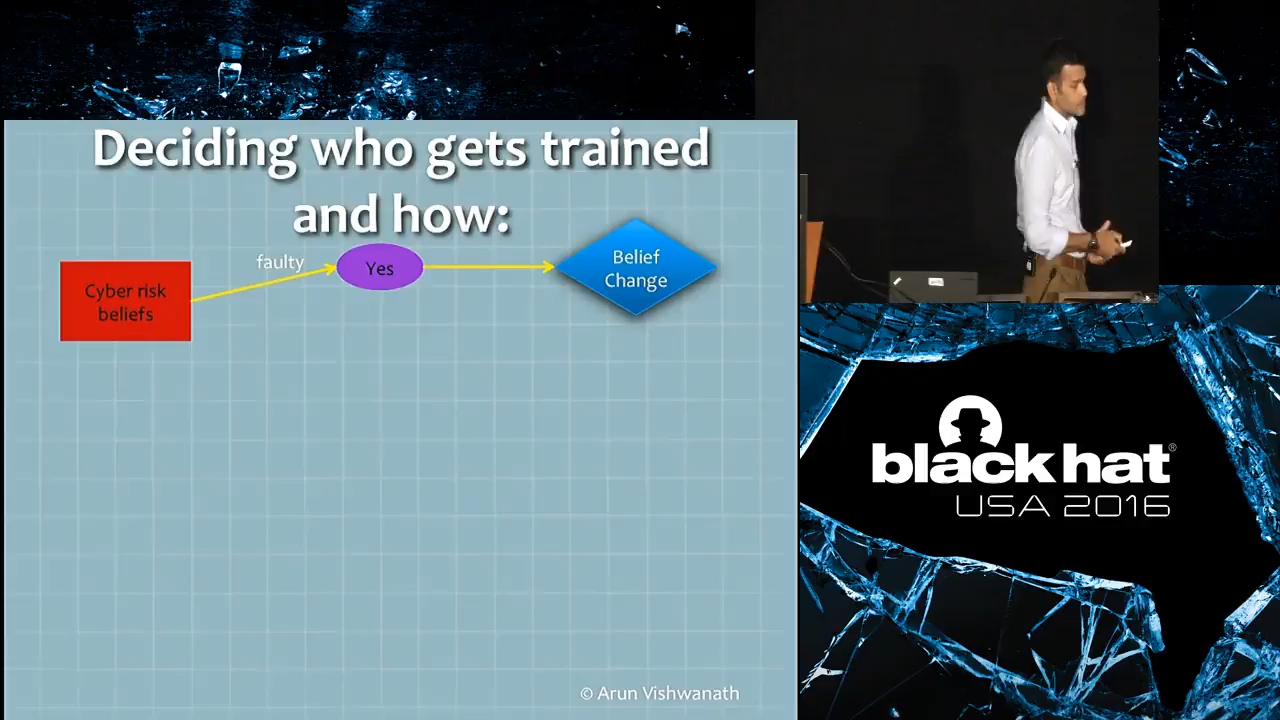 Deciding who gets trained
and how:
faulty
Yes
Belief
Change
Cyber risk
beliefs
© Arun Vishwanath
black hat®
USA 2016